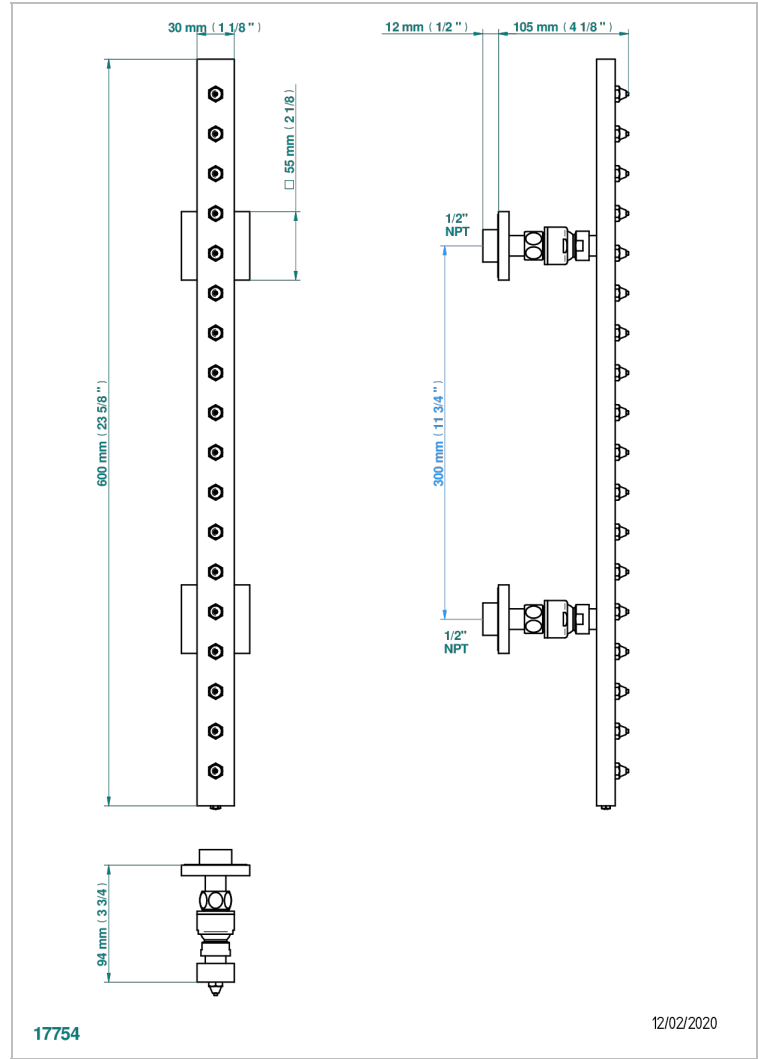 30 mm ( 1 1/8 " )
12 mm ( 1/2 " )
105 mm ( 4 1/8 " )
□ 55 mm ( 2 1/8 )
1/2"
NPT
600 mm ( 23 5/8 " )
300 mm ( 11 3/4 " )
1/2"
NPT
94 mm ( 3 3/4 )
17754
12/02/2020